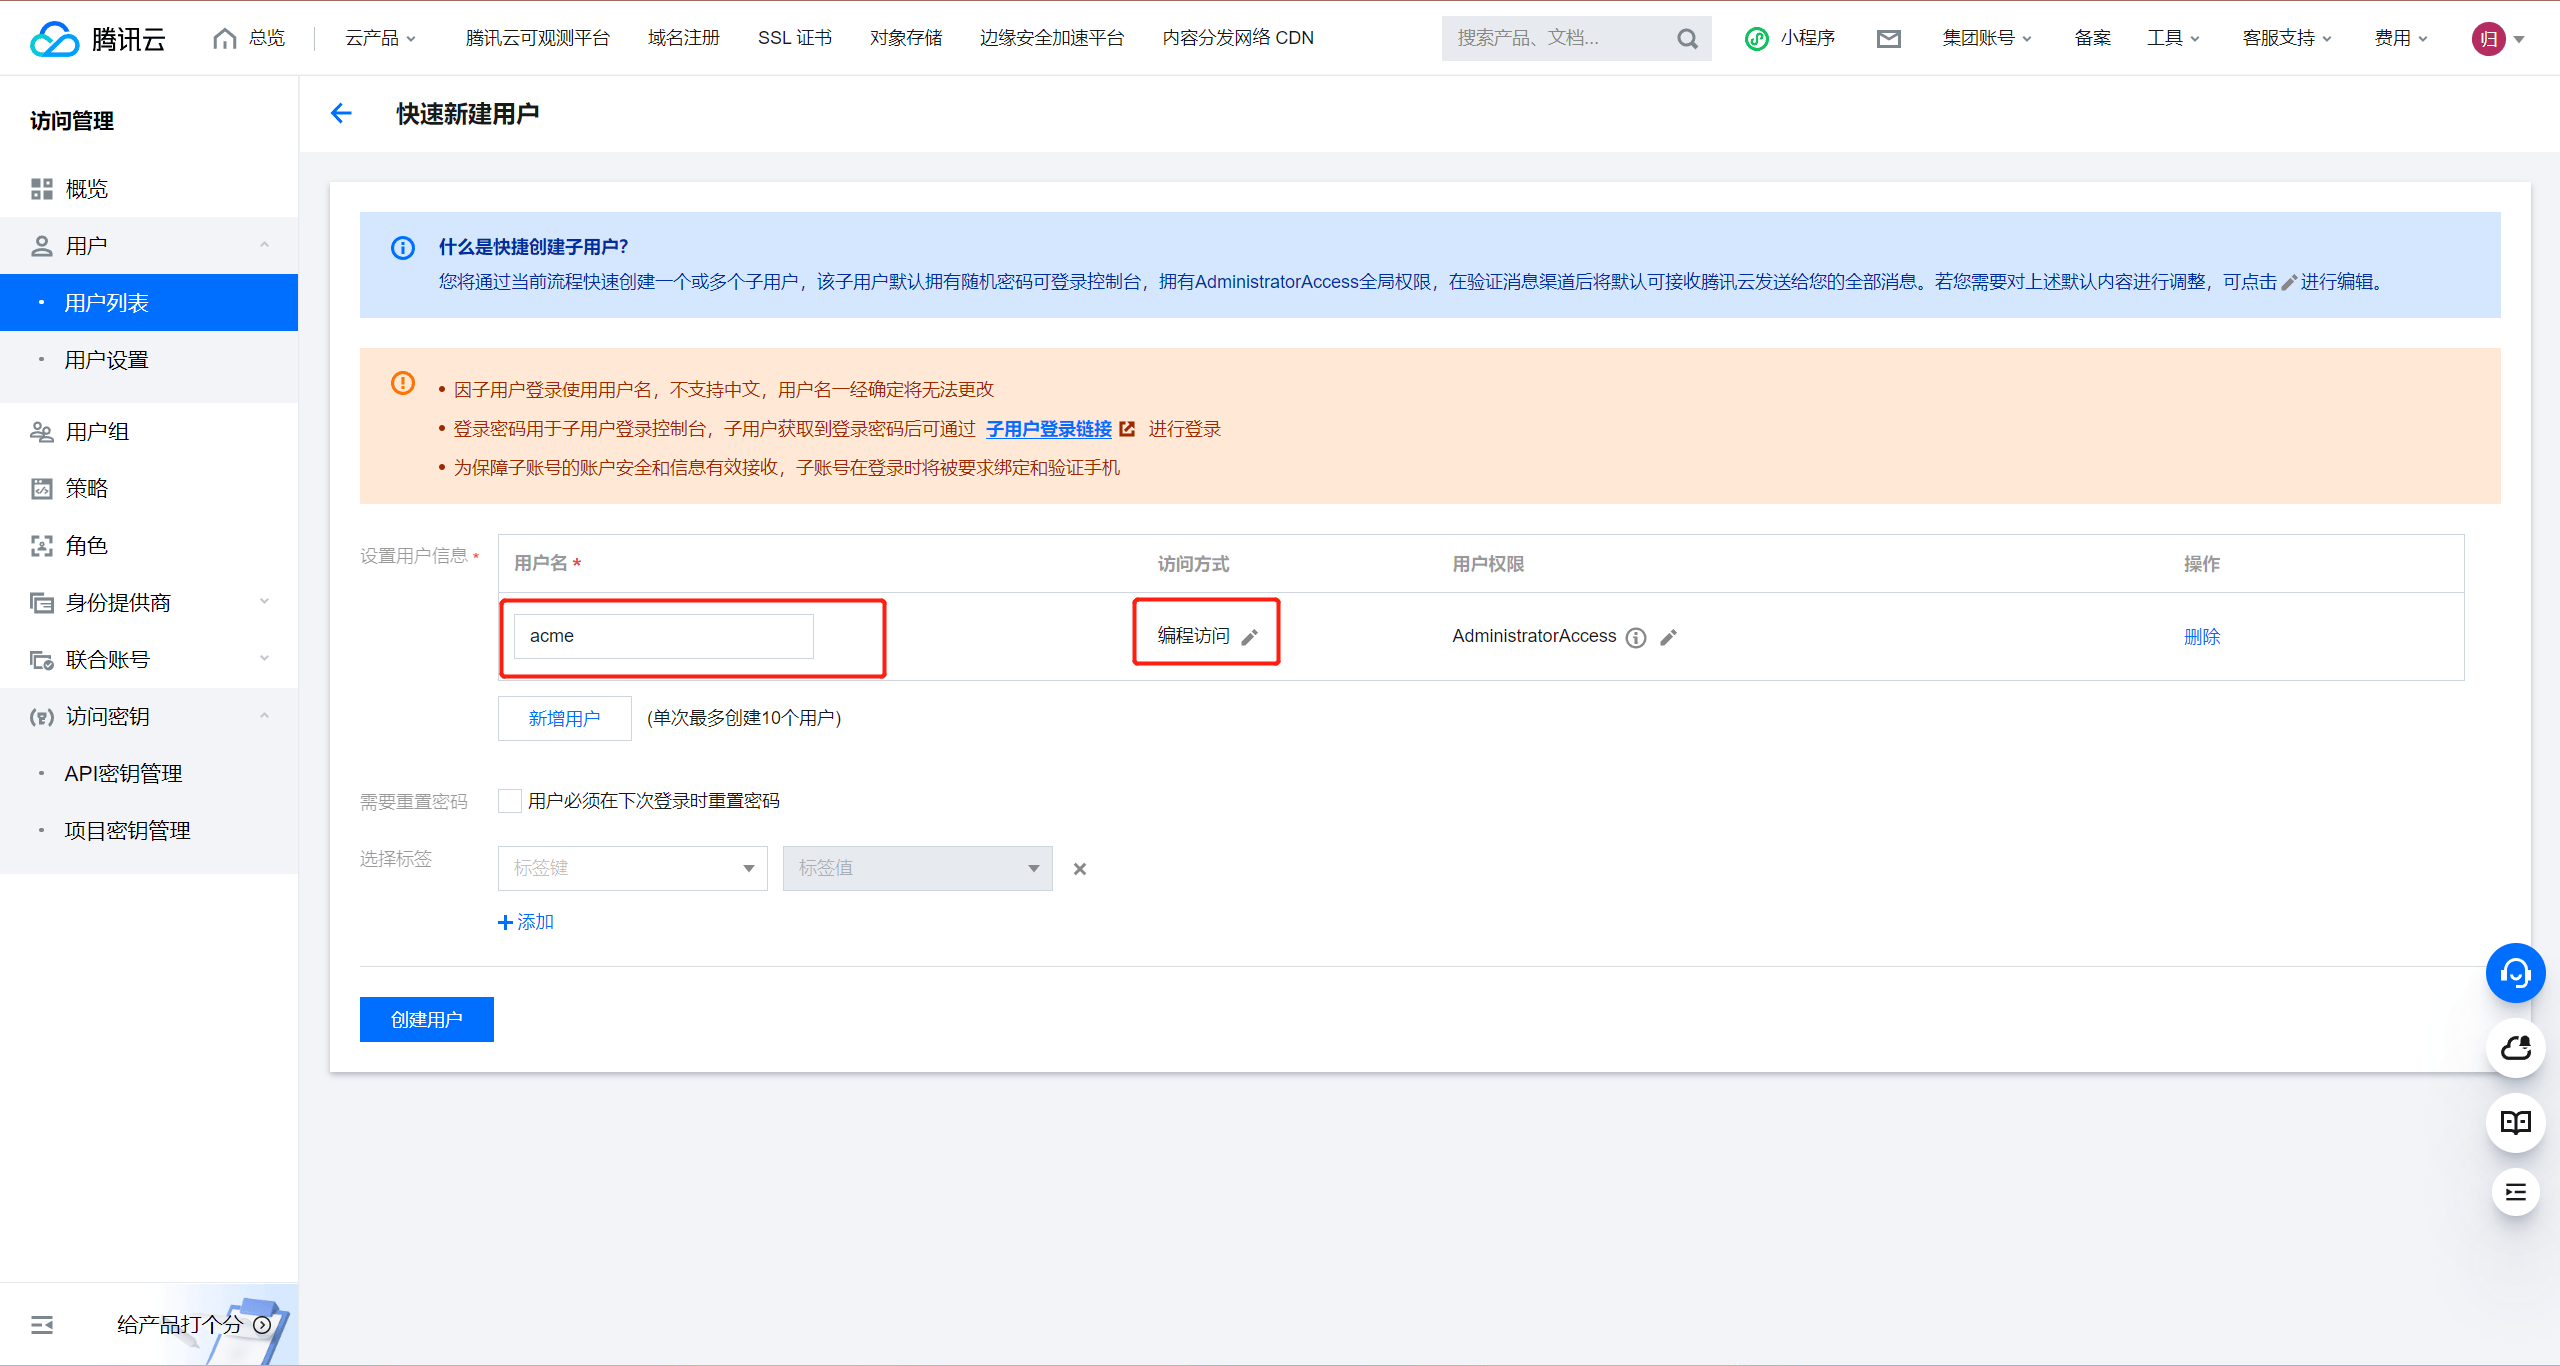 腾讯云
总览
云产品
腾讯云可观测平台
域名注册
SSL 证书
对象存储
边缘安全加速平台
内容分发网络 CDN
搜索产品、文档...
小程序
集团账号
备案
工具
客服支持
费用
归
访问管理
概览
用户
用户列表
用户设置
用户组
策略
角色
身份提供商
联合账号
访问密钥
API密钥管理
项目密钥管理
给产品打个分
快速新建用户
什么是快捷创建子用户？
您将通过当前流程快速创建一个或多个子用户，该子用户默认拥有随机密码可登录控制台，拥有AdministratorAccess全局权限，在验证消息渠道后将默认可接收腾讯云发送给您的全部消息。若您需要对上述默认内容进行调整，可点击进行编辑。
• 因子用户登录使用用户名，不支持中文，用户名一经确定将无法更改
• 登录密码用于子用户登录控制台，子用户获取到登录密码后可通过 子用户登录链接 进行登录
• 为保障子账号的账户安全和信息有效接收，子账号在登录时将被要求绑定和验证手机
设置用户信息 *
用户名 *
访问方式
用户权限
操作
acme
编程访问
AdministratorAccess
删除
新增用户
(单次最多创建10个用户)
需要重置密码
用户必须在下次登录时重置密码
选择标签
标签键
标签值
添加
创建用户